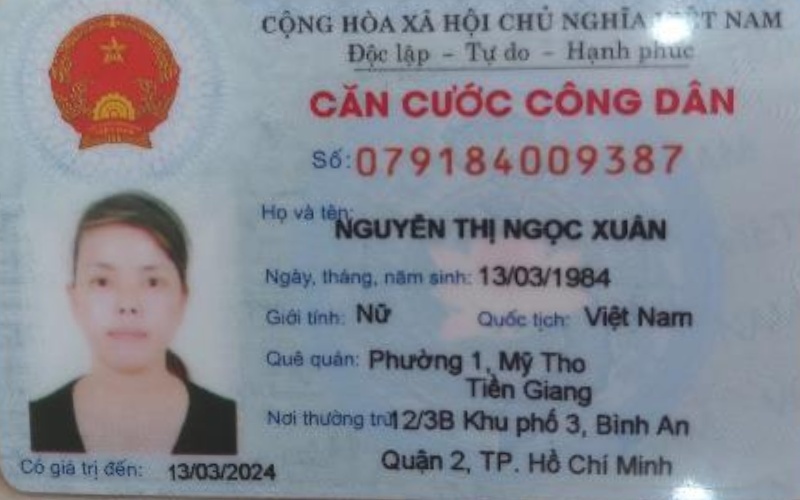 CỘNG HÒA XÃ HỘI CHỦ NGHĨA VIỆT NAM
Độc lập - Tự do - Hạnh phúc
CĂN CƯỚC CÔNG DÂN
Số: 079184009387
Họ và tên: NGUYỄN THỊ NGỌC XUÂN
Ngày, tháng, năm sinh: 13/03/1984
Giới tính: Nữ Quốc tịch: Việt Nam
Quê quán: Phường 1, Mỹ Tho
Tiền Giang
Nơi thường trú: 12/3B Khu phố 3, Bình An
Quận 2, TP. Hồ Chí Minh
Có giá trị đến: 13/03/2024